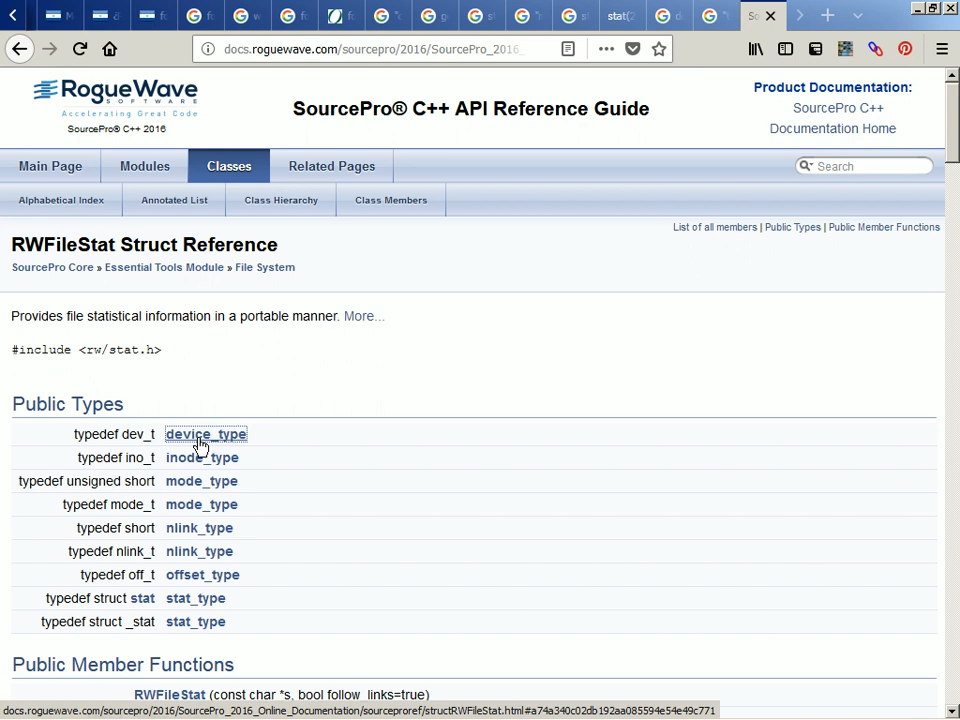 stat(2
docs.roguewave.com/sourcepro/2016/SourcePro_2016_
RogueWave
SOFTWARE
Accelerating Great Code
SourcePro® C++ 2016
SourcePro® C++ API Reference Guide
Product Documentation:
SourcePro C++
Documentation Home
Main Page
Modules
Classes
Related Pages
Search
Alphabetical Index
Annotated List
Class Hierarchy
Class Members
List of all members | Public Types | Public Member Functions
RWFileStat Struct Reference
SourcePro Core » Essential Tools Module » File System
Provides file statistical information in a portable manner. More...
#include <rw/stat.h>
Public Types
typedef dev_t device_type
typedef ino_t inode_type
typedef unsigned short mode_type
typedef mode_t mode_type
typedef short nlink_type
typedef nlink_t nlink_type
typedef off_t offset_type
typedef struct stat stat_type
typedef struct _stat stat_type
Public Member Functions
RWFileStat (const char *s, bool follow_links=true)
docs.roguewave.com/sourcepro/2016/SourcePro_2016_Online_Documentation/sourceproref/structRWFileStat.html#a74a340c02db192aa085594e54e49c771